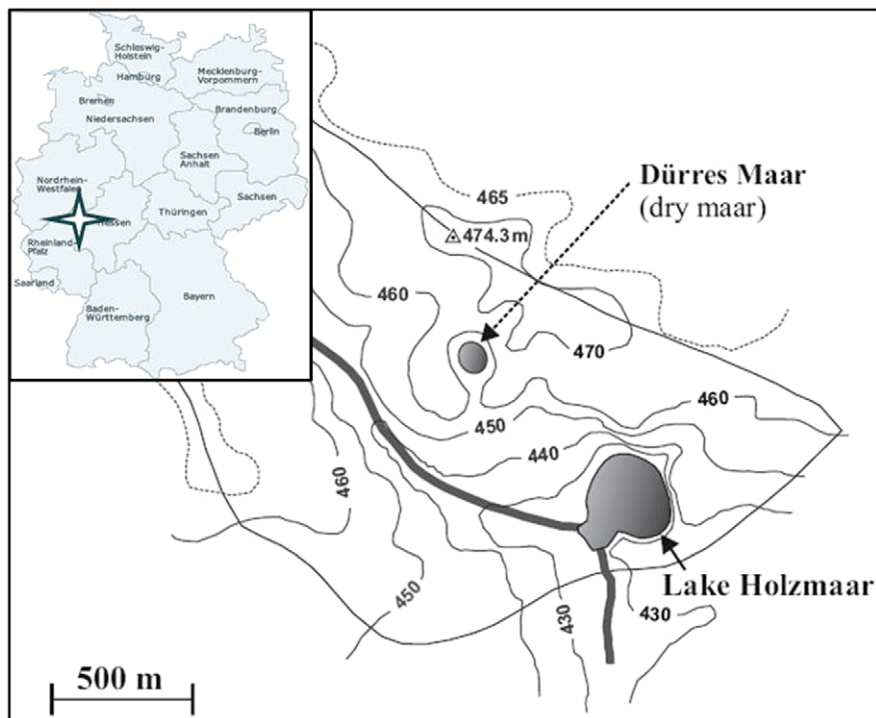 Schleswig-
Holstein
Hamburg
Mecklenburg-
Vorpommern
Bremen
Niedersachsen
Brandenburg
Berlin
Sachsen
Anhalt
Nordrhein-
Westfalen
Hessen
Thüringen
Sachsen
Rheinland-
Pfalz
Saarland
Bayern
Baden-
Württemberg
Dürres Maar
(dry maar)
465
474.3 m
460
470
460
450
440
460
450
430
430
Lake Holzmaar
500 m